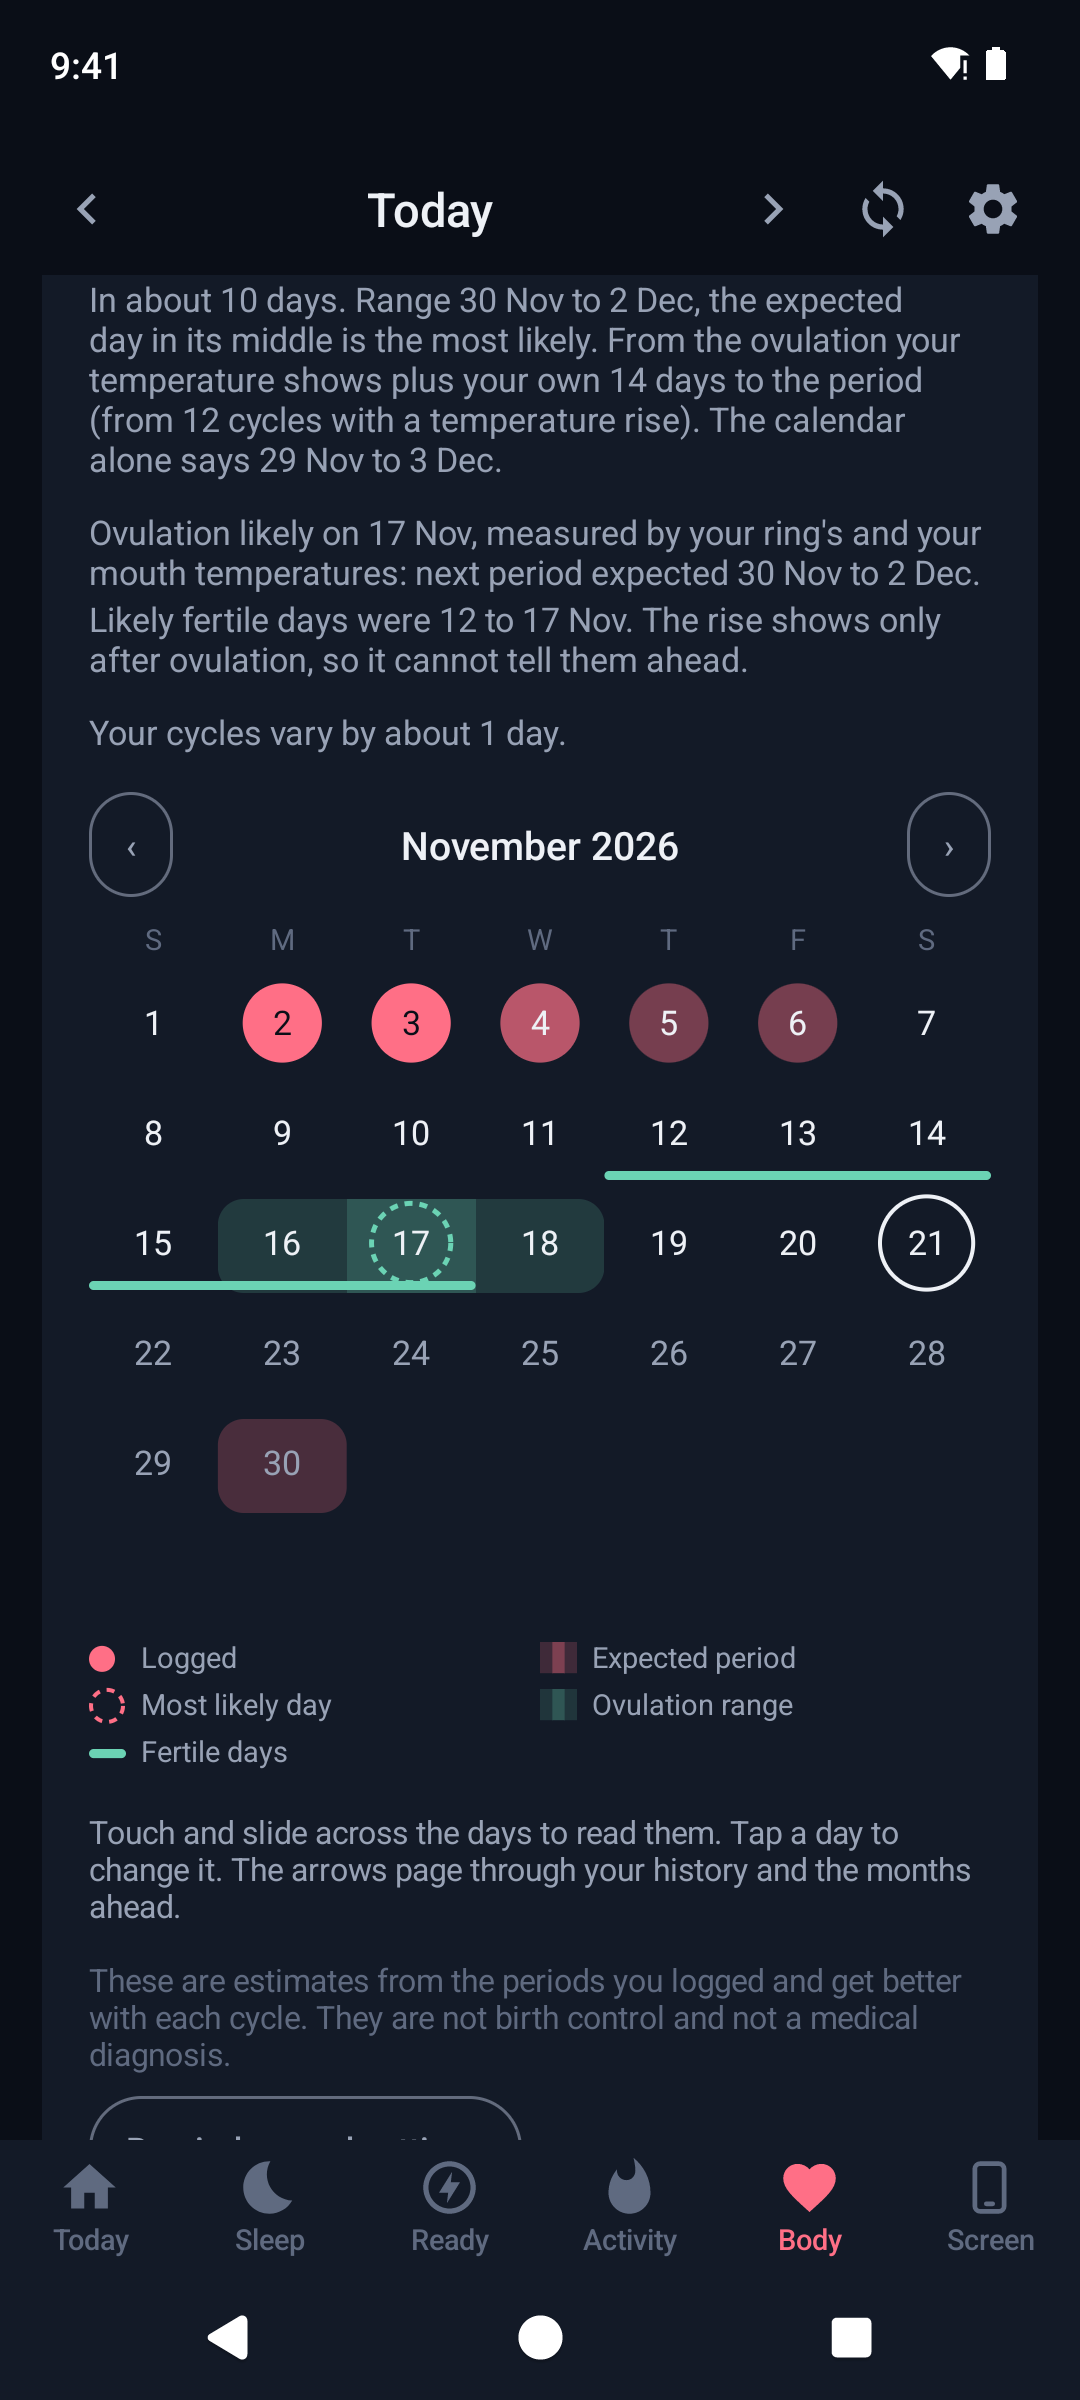 9:41
Today
In about 10 days. Range 30 Nov to 2 Dec, the expected
day in its middle is the most likely. From the ovulation your
temperature shows plus your own 14 days to the period
(from 12 cycles with a temperature rise). The calendar
alone says 29 Nov to 3 Dec.
Ovulation likely on 17 Nov, measured by your ring's and your
mouth temperatures: next period expected 30 Nov to 2 Dec.
Likely fertile days were 12 to 17 Nov. The rise shows only
after ovulation, so it cannot tell them ahead.
Your cycles vary by about 1 day.
‹ November 2026 ›
S M T W T F S
1 2 3 4 5 6 7
8 9 10 11 12 13 14
15 16 17 18 19 20 21
22 23 24 25 26 27 28
29 30
Logged Expected period
Most likely day Ovulation range
Fertile days
Touch and slide across the days to read them. Tap a day to
change it. The arrows page through your history and the months
ahead.
These are estimates from the periods you logged and get better
with each cycle. They are not birth control and not a medical
diagnosis.
Today Sleep Ready Activity Body Screen